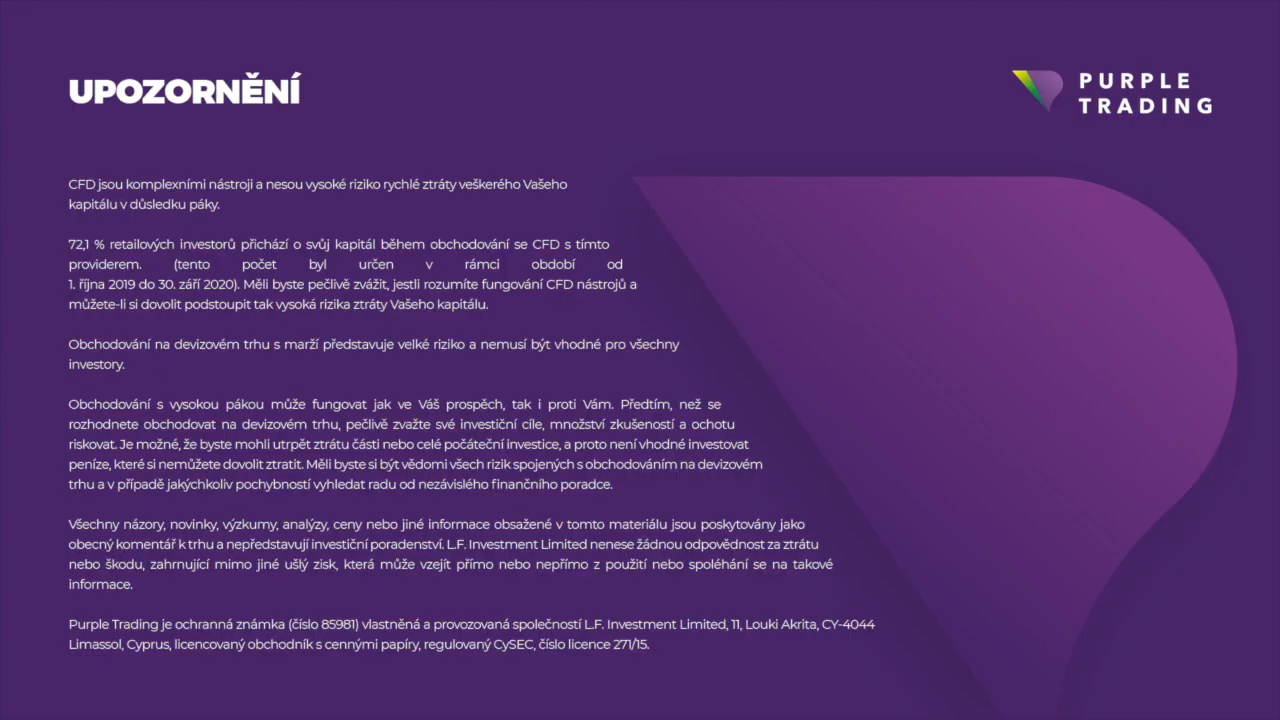 UPOZORNĚNÍ
PURPLE
TRADING
CFD jsou komplexními nástroji a nesou vysoké riziko rychlé ztráty veškerého Vašeho
kapitálu v důsledku páky.
72,1 % retailových investorů přichází o svůj kapitál během obchodování se CFD s tímto
providerem. (tento počet byl určen v rámci období od
1. října 2019 do 30. září 2020). Měli byste pečlivě zvážit, jestli rozumíte fungování CFD nástrojů a
můžete-li si dovolit podstoupit tak vysoká rizika ztráty Vašeho kapitálu.
Obchodování na devizovém trhu s marží představuje velké riziko a nemusí být vhodné pro všechny
investory.
Obchodování s vysokou pákou může fungovat jak ve Váš prospěch, tak i proti Vám. Předtím, než se
rozhodnete obchodovat na devizovém trhu, pečlivě zvažte své investiční cíle, množství zkušeností a ochotu
riskovat. Je možné, že byste mohli utrpět ztrátu části nebo celé počáteční investice, a proto není vhodné investovat
peníze, které si nemůžete dovolit ztratit. Měli byste si být vědomi všech rizik spojených s obchodováním na devizovém
trhu a v případě jakýchkoliv pochybností vyhledat radu od nezávislého finančního poradce.
Všechny názory, novinky, výzkumy, analýzy, ceny nebo jiné informace obsažené v tomto materiálu jsou poskytovány jako
obecný komentář k trhu a nepředstavují investiční poradenství. L.F. Investment Limited nenese žádnou odpovědnost za ztrátu
nebo škodu, zahrnující mimo jiné ušlý zisk, která může vzejít přímo nebo nepřímo z použití nebo spoléhání se na takové
informace.
Purple Trading je ochranná známka (číslo 85981) vlastněná a provozovaná společností L.F. Investment Limited, 11, Louki Akrita, CY-4044
Limassol, Cyprus, licencovaný obchodník s cennými papíry, regulovaný CySEC, číslo licence 271/15.